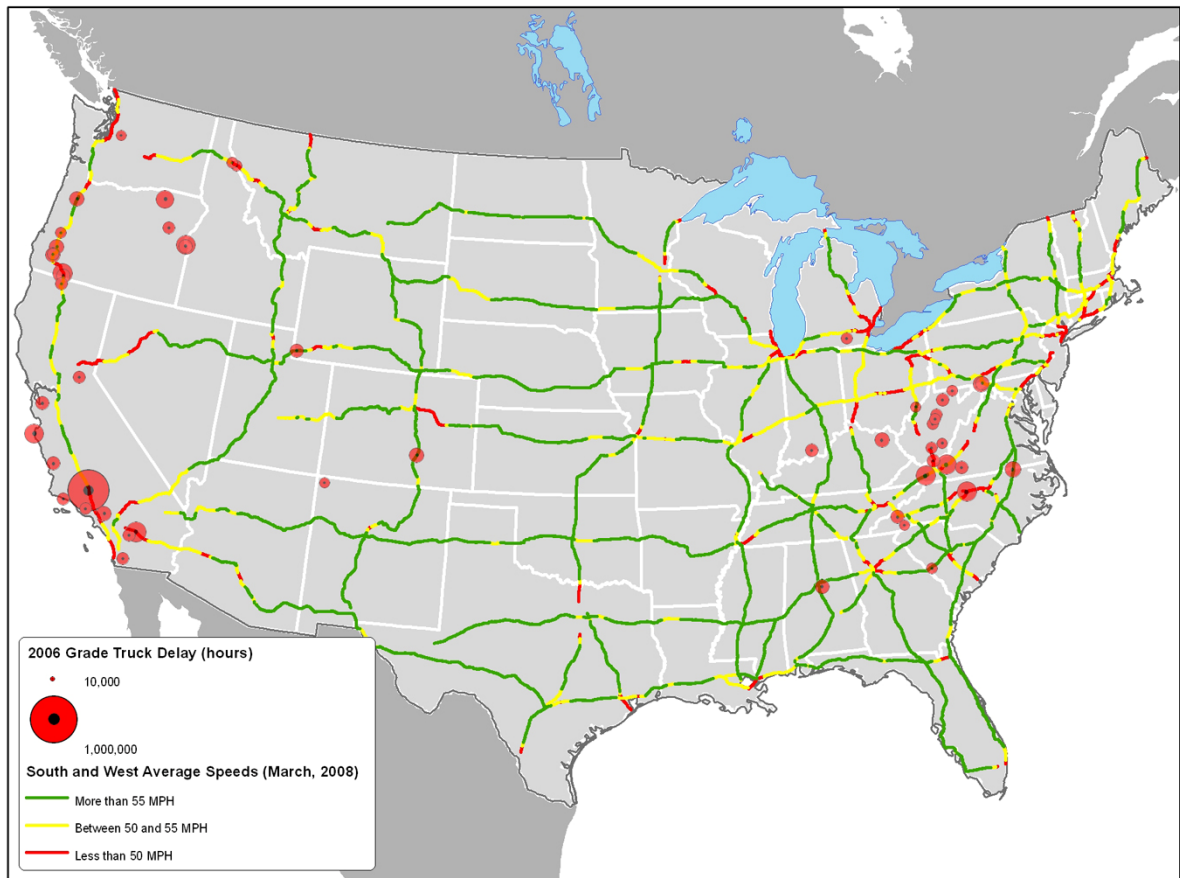 2006 Grade Truck Delay (hours)
10,000
1,000,000
South and West Average Speeds (March, 2008)
More than 55 MPH
Between 50 and 55 MPH
Less than 50 MPH